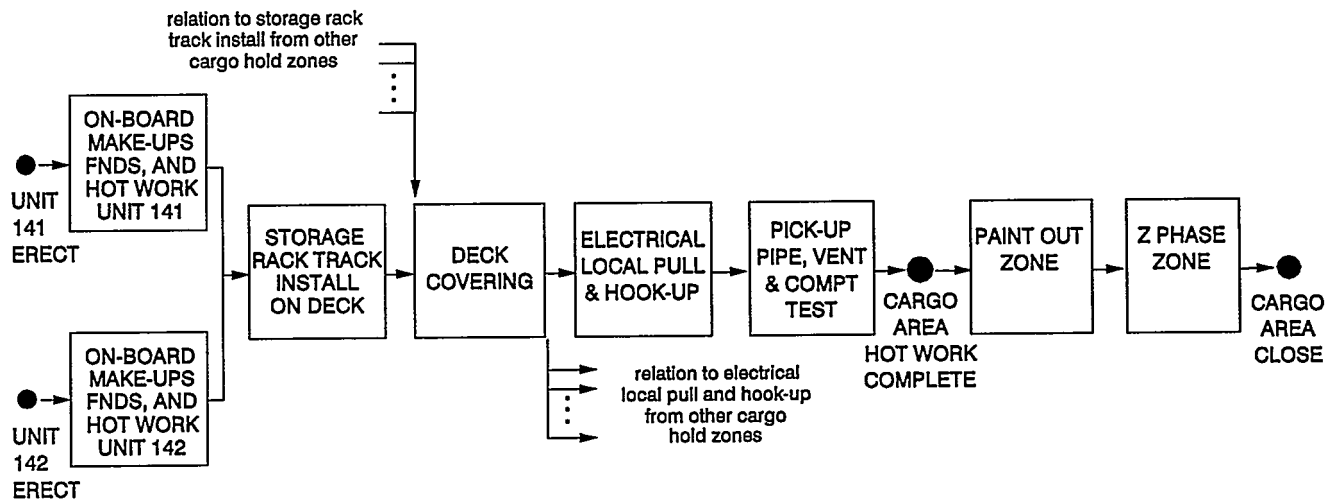 relation to storage rack
track install from other
cargo hold zones
ON-BOARD
MAKE-UPS
FNDS, AND
HOT WORK
UNIT 141
UNIT
141
ERECT
ON-BOARD
MAKE-UPS
FNDS, AND
HOT WORK
UNIT 142
UNIT
142
ERECT
STORAGE
RACK TRACK
INSTALL
ON DECK
DECK
COVERING
ELECTRICAL
LOCAL PULL
& HOOK-UP
relation to electrical
local pull and hook-up
from other cargo
hold zones
PICK-UP
PIPE, VENT
& COMPT
TEST
CARGO
AREA
HOT WORK
COMPLETE
PAINT OUT
ZONE
Z PHASE
ZONE
CARGO
AREA
CLOSE